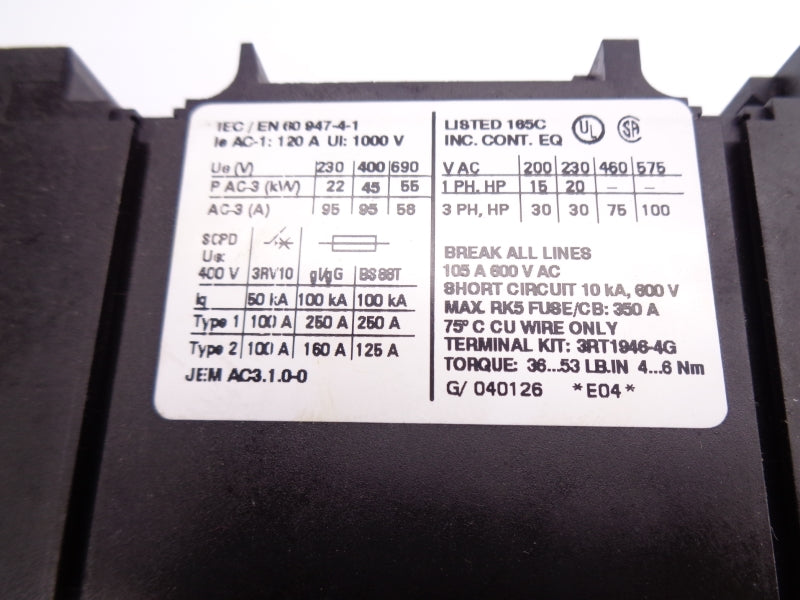 IEC / EN 60 947-4-1
Ie AC-1: 120 A UI: 1000 V
Ue (V) 230 400 690
P AC-3 (kW) 22 45 55
AC-3 (A) 95 95 58
SCPD
Ue:
400 V 3RV10 gl/gG BS88T
Iq 50 kA 100 kA 100 kA
Type 1 100 A 250 A 250 A
Type 2 100 A 160 A 125 A
JEM AC3.1.0-0
LISTED 165C UL SA
INC. CONT. EQ
V AC 200 230 460 575
1 PH, HP 15 20 – –
3 PH, HP 30 30 75 100
BREAK ALL LINES
105 A 600 V AC
SHORT CIRCUIT 10 kA, 600 V
MAX. RK5 FUSE/CB: 350 A
75° C CU WIRE ONLY
TERMINAL KIT: 3RT1946-4G
TORQUE: 36...53 LB.IN 4...6 Nm
G/ 040126 *E04*